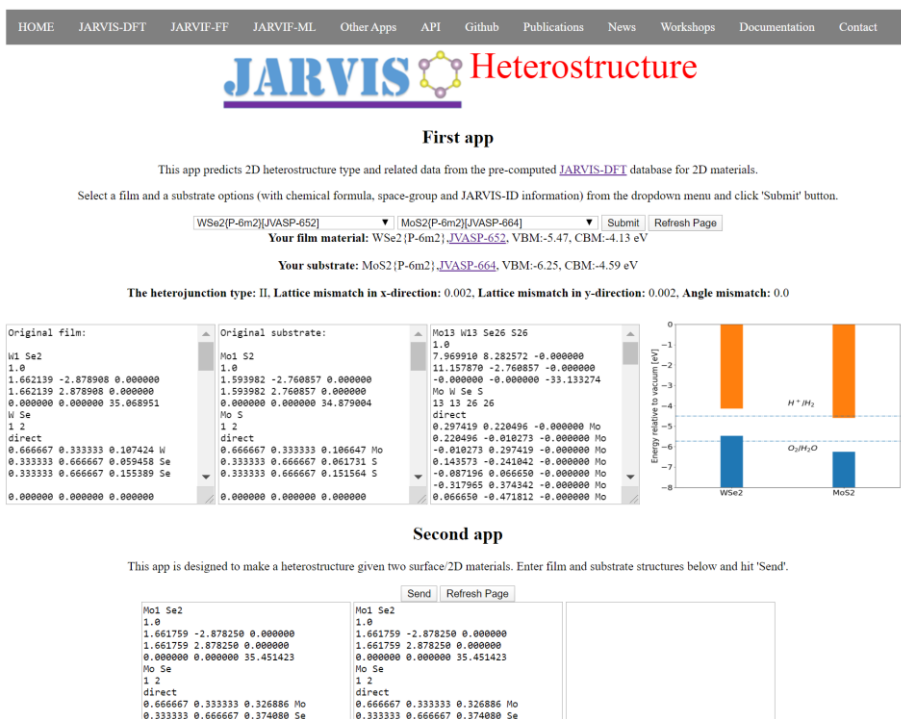 HOME JARVIS-DFT JARVIF-FF JARVIF-ML Other Apps API Github Publications News Workshops Documentation Contact
JARVIS Heterostructure
First app
This app predicts 2D heterostructure type and related data from the pre-computed JARVIS-DFT database for 2D materials.
Select a film and a substrate options (with chemical formula, space-group and JARVIS-ID information) from the dropdown menu and click 'Submit' button.
WSe2{P-6m2}[JVASP-652] MoS2{P-6m2}[JVASP-664] Submit Refresh Page
Your film material: WSe2{P-6m2},JVASP-652, VBM:-5.47, CBM:-4.13 eV
Your substrate: MoS2{P-6m2},JVASP-664, VBM:-6.25, CBM:-4.59 eV
The heterojunction type: II, Lattice mismatch in x-direction: 0.002, Lattice mismatch in y-direction: 0.002, Angle mismatch: 0.0
Original film:
W1 Se2
1.0
1.662139 -2.878908 0.000000
1.662139 2.878908 0.000000
0.000000 0.000000 35.068951
W Se
1 2
direct
0.666667 0.333333 0.107424 W
0.333333 0.666667 0.059458 Se
0.333333 0.666667 0.155389 Se
0.000000 0.000000 0.000000
Original substrate:
Mo1 S2
1.0
1.593982 -2.760857 0.000000
1.593982 2.760857 0.000000
0.000000 0.000000 34.879004
Mo S
1 2
direct
0.666667 0.333333 0.106647 Mo
0.333333 0.666667 0.061731 S
0.333333 0.666667 0.151564 S
0.000000 0.000000 0.000000
Mo13 W13 Se26 S26
1.0
7.969910 8.282572 -0.000000
11.157870 -2.760857 -0.000000
-0.000000 -0.000000 -33.133274
Mo W Se S
13 13 26 26
direct
0.297419 0.220496 -0.000000 Mo
0.220496 -0.010273 -0.000000 Mo
-0.010273 0.297419 -0.000000 Mo
0.143573 -0.241042 -0.000000 Mo
-0.087196 0.066650 -0.000000 Mo
-0.317965 0.374342 -0.000000 Mo
0.066650 -0.471812 -0.000000 Mo
Energy relative to vacuum [eV]
0
−1
−2
−3
−4
−5
−6
−7
−8
H⁺/H₂
O₂/H₂O
WSe2 MoS2
Second app
This app is designed to make a heterostructure given two surface/2D materials. Enter film and substrate structures below and hit 'Send'.
Send Refresh Page
Mo1 Se2
1.0
1.661759 -2.878250 0.000000
1.661759 2.878250 0.000000
0.000000 0.000000 35.451423
Mo Se
1 2
direct
0.666667 0.333333 0.326886 Mo
0.333333 0.666667 0.374080 Se
Mo1 Se2
1.0
1.661759 -2.878250 0.000000
1.661759 2.878250 0.000000
0.000000 0.000000 35.451423
Mo Se
1 2
direct
0.666667 0.333333 0.326886 Mo
0.333333 0.666667 0.374080 Se